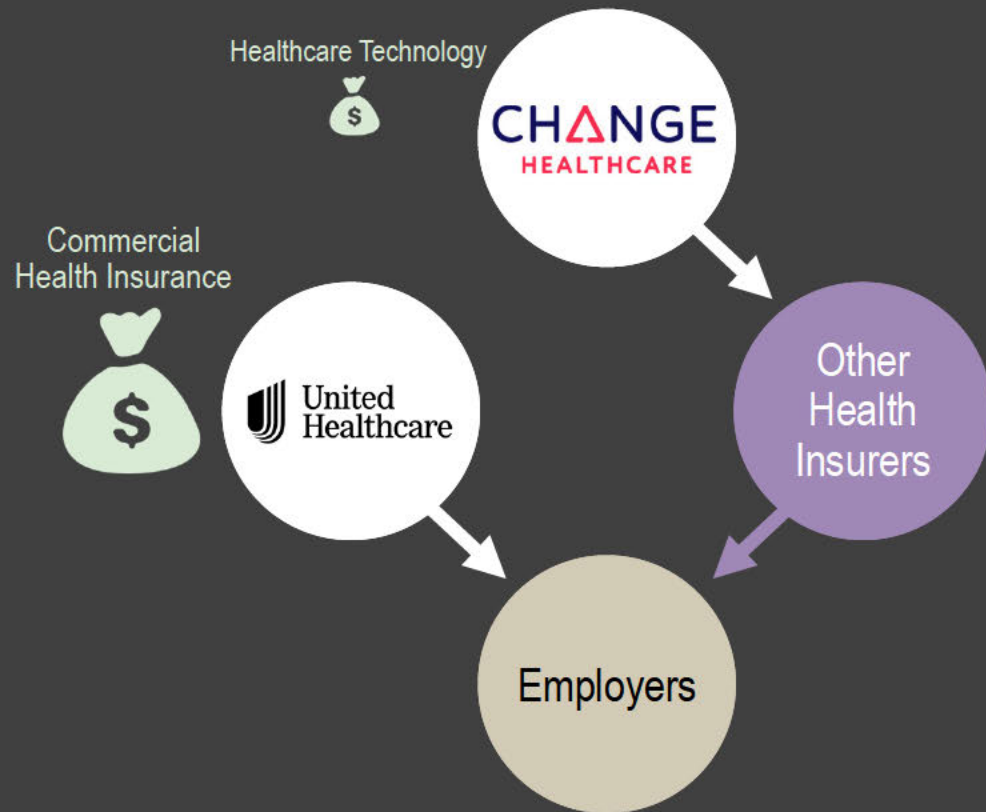 Healthcare Technology
$
CHANGE
HEALTHCARE
Commercial
Health Insurance
$
United
Healthcare
Other
Health
Insurers
Employers